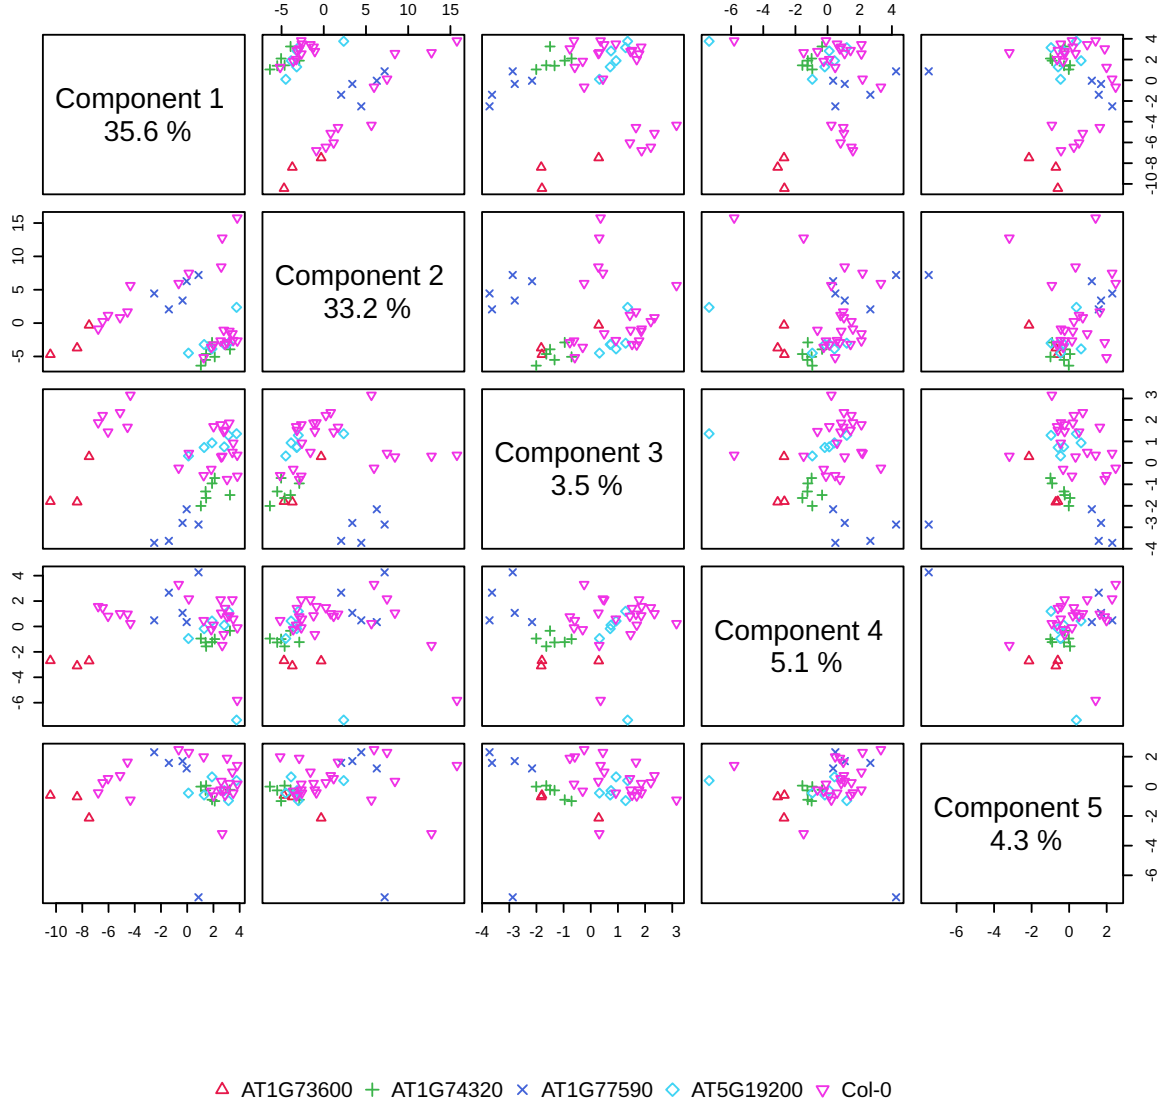 -5 0 5 10 15
-6 -4 -2 0 2 4
Component 1
35.6 %
-10 -8 -6 -4 -2 0 2 4
-5 0 5 10 15
Component 2
33.2 %
Component 3
3.5 %
-4 -3 -2 -1 0 1 2 3
-6 -4 -2 0 2 4
Component 4
5.1 %
Component 5
4.3 %
-6 -4 -2 0 2
-10 -8 -6 -4 -2 0 2 4
-4 -3 -2 -1 0 1 2 3
-6 -4 -2 0 2
AT1G73600 AT1G74320 AT1G77590 AT5G19200 Col-0